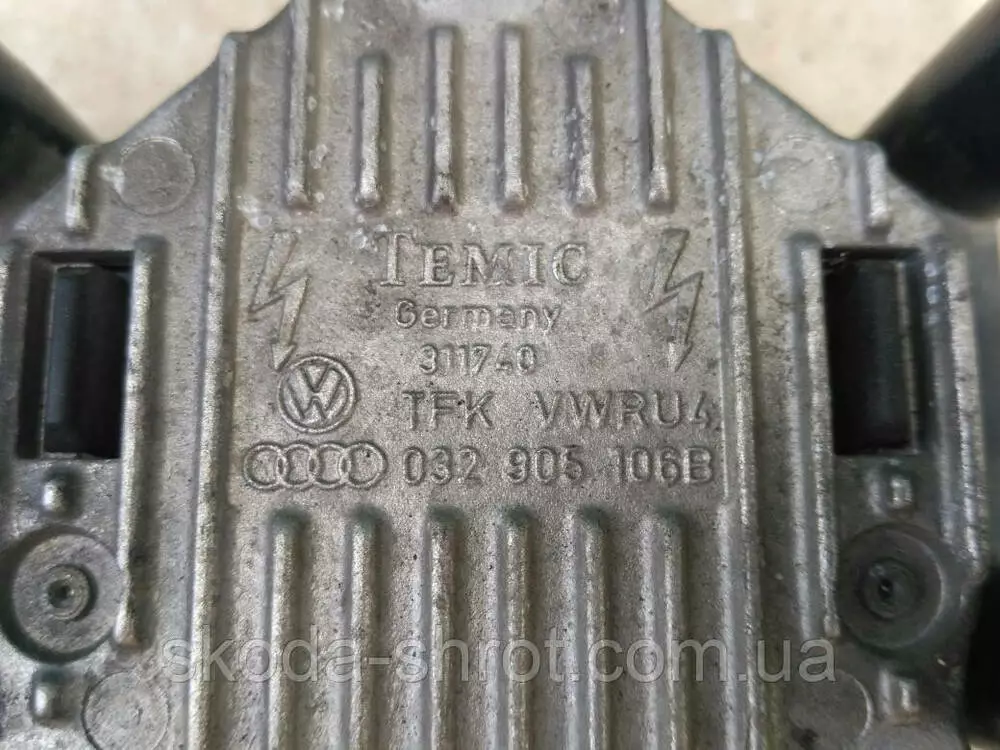 TEMIC
Germany
311740
TFK VWRU4
032 905 106B
skoda-shrot.com.ua